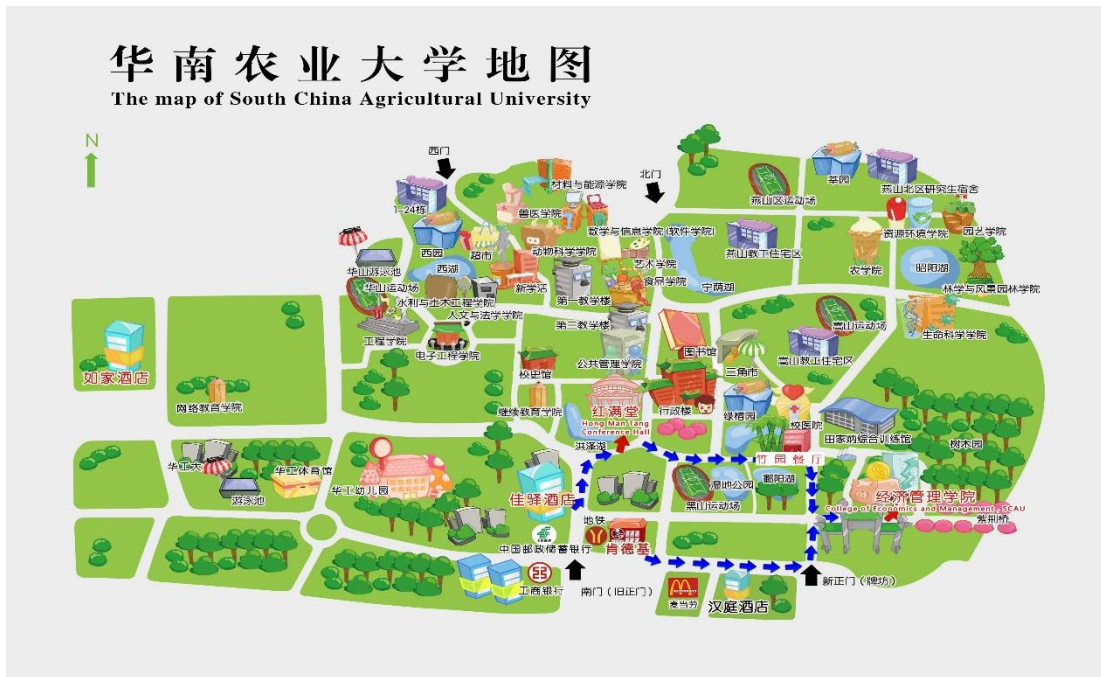 华南农业大学地图
The map of South China Agricultural University
N
西门
北门
材料与能源学院
莘园
燕山北区研究生宿舍
1-24栋
燕山区运动场
兽医学院
数学与信息学院(软件学院)
资源环境学院
园艺学院
西园
超市
动物科学学院
燕山教工住宅区
艺术学院
华山游泳池
西湖
农学院
昭阳湖
食品学院
华山运动场
新学活
宁荫湖
林学与风景园林学院
水利与土木工程学院
第一教学楼
人文与法学学院
第三教学楼
嵩山运动场
生命科学学院
工程学院
电子工程学院
图书馆
公共管理学院
三角市
嵩山教工住宅区
如家酒店
校史馆
网络教育学院
继续教育学院
红满堂
Hong Man Tang
Conference Hall
行政楼
绿榕园
校医院
田家炳综合训练馆
树木园
洪泽湖
竹园餐厅
华工天
华工体育馆
游泳池
华工幼儿园
佳驿酒店
湿地公园
鄱阳湖
黑山运动场
经济管理学院
College of Economics and Management, SCAU
紫荆桥
地铁
中国邮政储蓄银行
肯德基
工商银行
南门(旧正门)
麦当劳
汉庭酒店
新正门(牌坊)